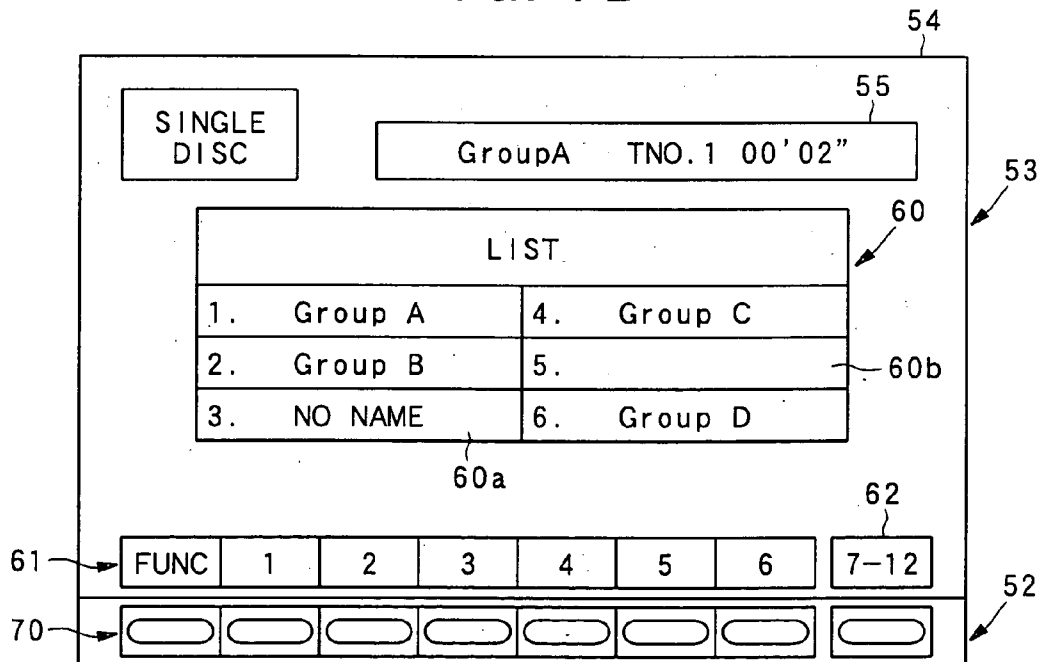 54
SINGLE
DISC
55
GroupA TNO.1 00'02"
53
60
LIST
1. Group A 4. Group C
2. Group B 5.
60b
3. NO NAME 6. Group D
60a
62
61
FUNC 1 2 3 4 5 6 7-12
52
70